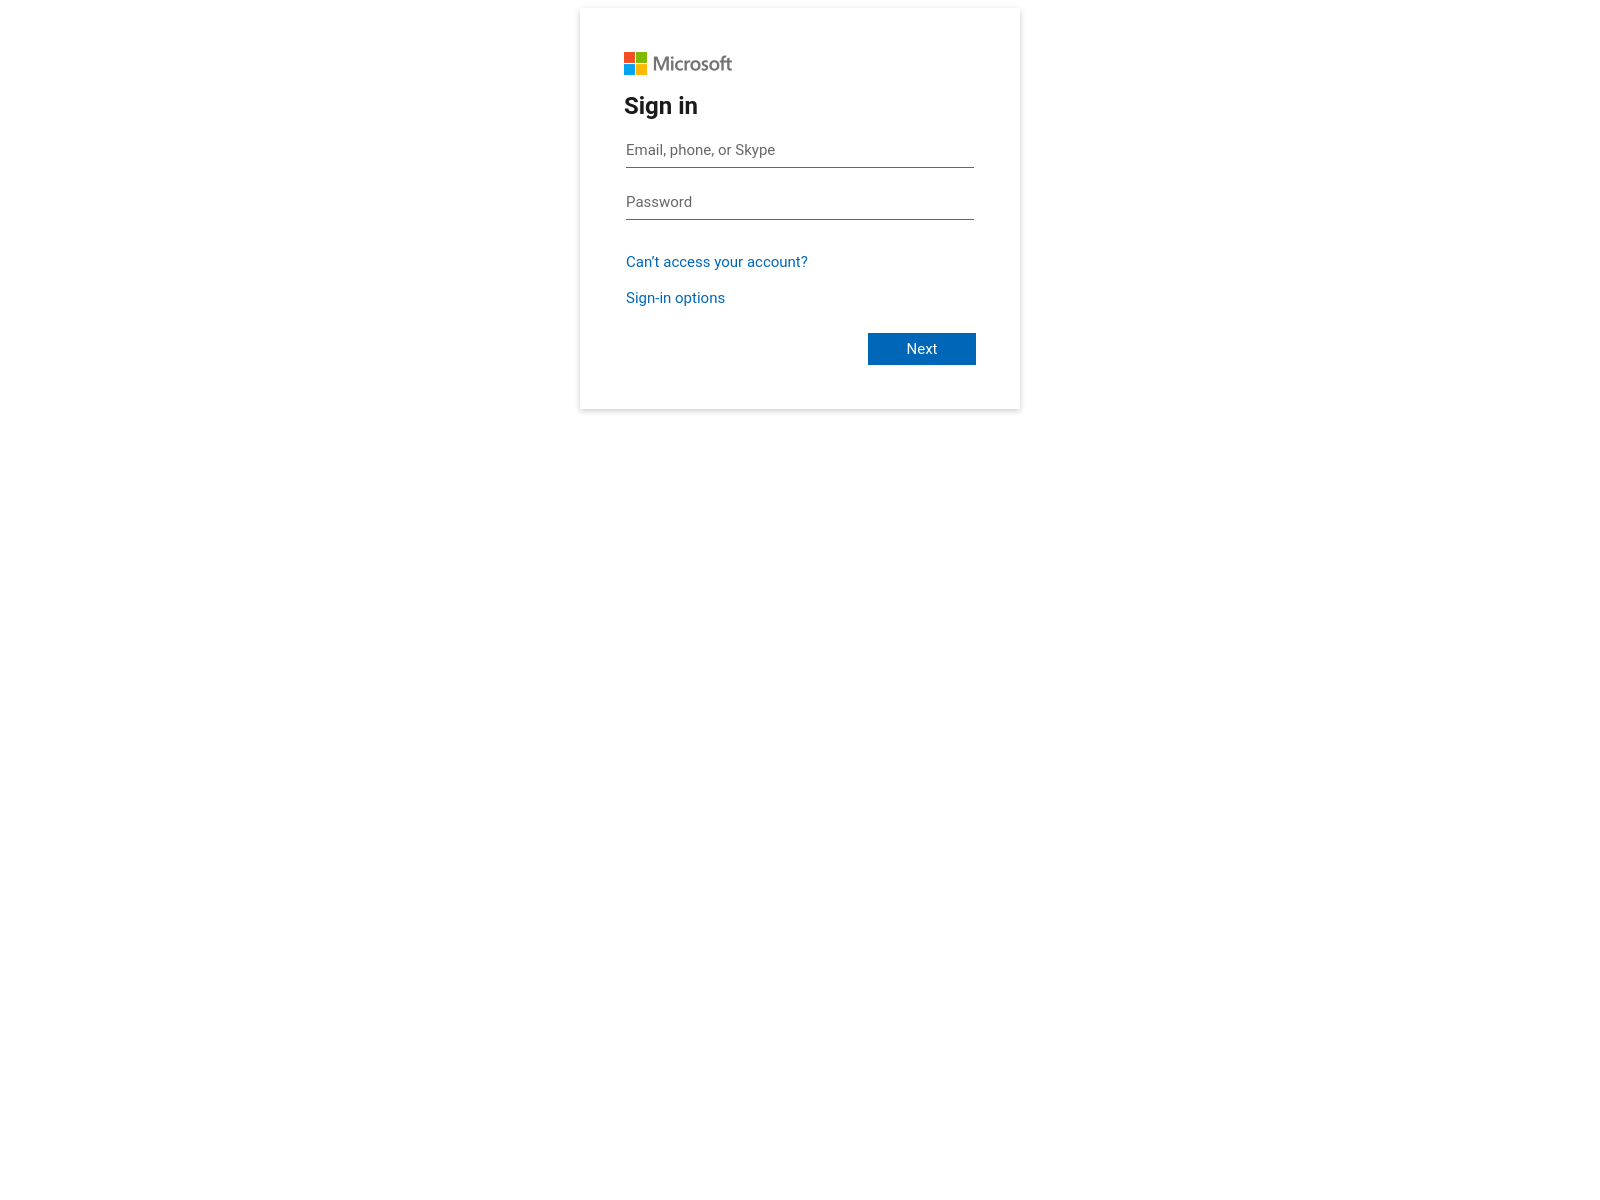 Microsoft
Sign in
Email, phone, or Skype
Password
Can’t access your account?
Sign-in options
Next